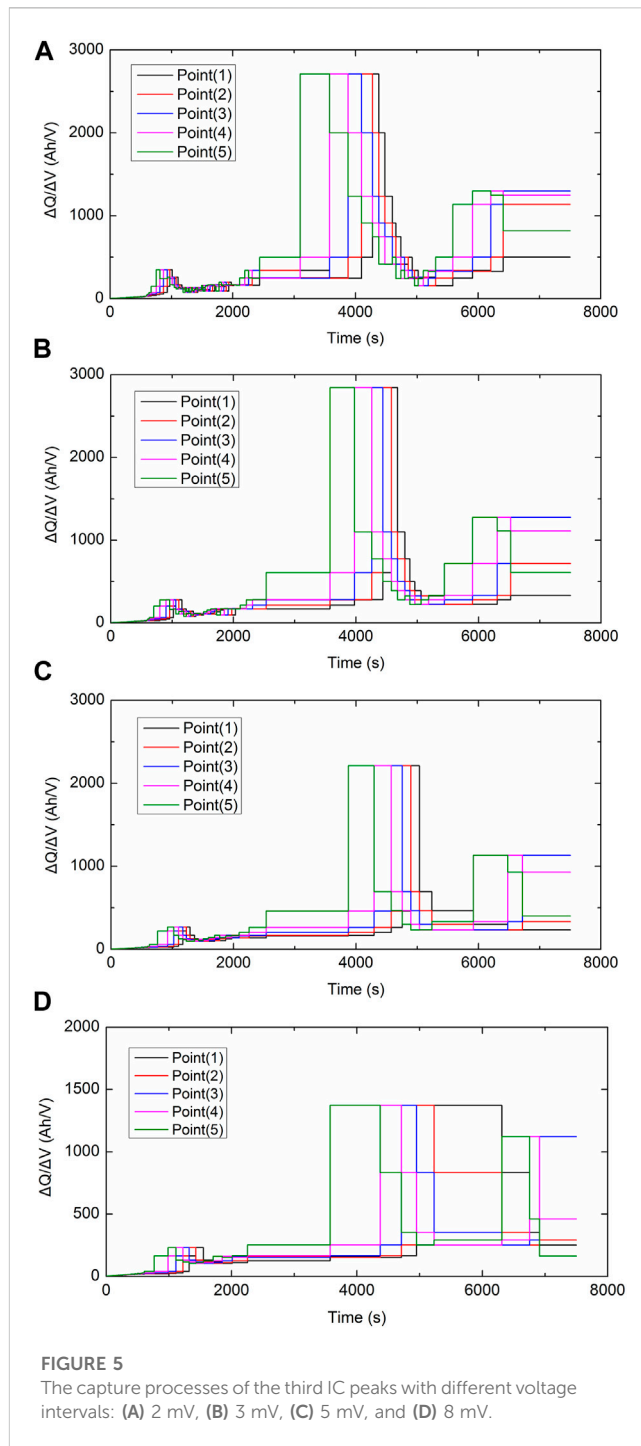 A
3000
2000
1000
0
ΔQ/ΔV (Ah/V)
Point(1)
Point(2)
Point(3)
Point(4)
Point(5)
0 2000 4000 6000 8000
Time (s)
B
3000
2000
1000
0
ΔQ/ΔV (Ah/V)
Point(1)
Point(2)
Point(3)
Point(4)
Point(5)
0 2000 4000 6000 8000
Time (s)
C
3000
2000
1000
0
ΔQ/ΔV (Ah/V)
Point(1)
Point(2)
Point(3)
Point(4)
Point(5)
0 2000 4000 6000 8000
Time (s)
D
2000
1500
1000
500
0
ΔQ/ΔV (Ah/V)
Point(1)
Point(2)
Point(3)
Point(4)
Point(5)
0 2000 4000 6000 8000
Time (s)
FIGURE 5
The capture processes of the third IC peaks with different voltage
intervals: (A) 2 mV, (B) 3 mV, (C) 5 mV, and (D) 8 mV.